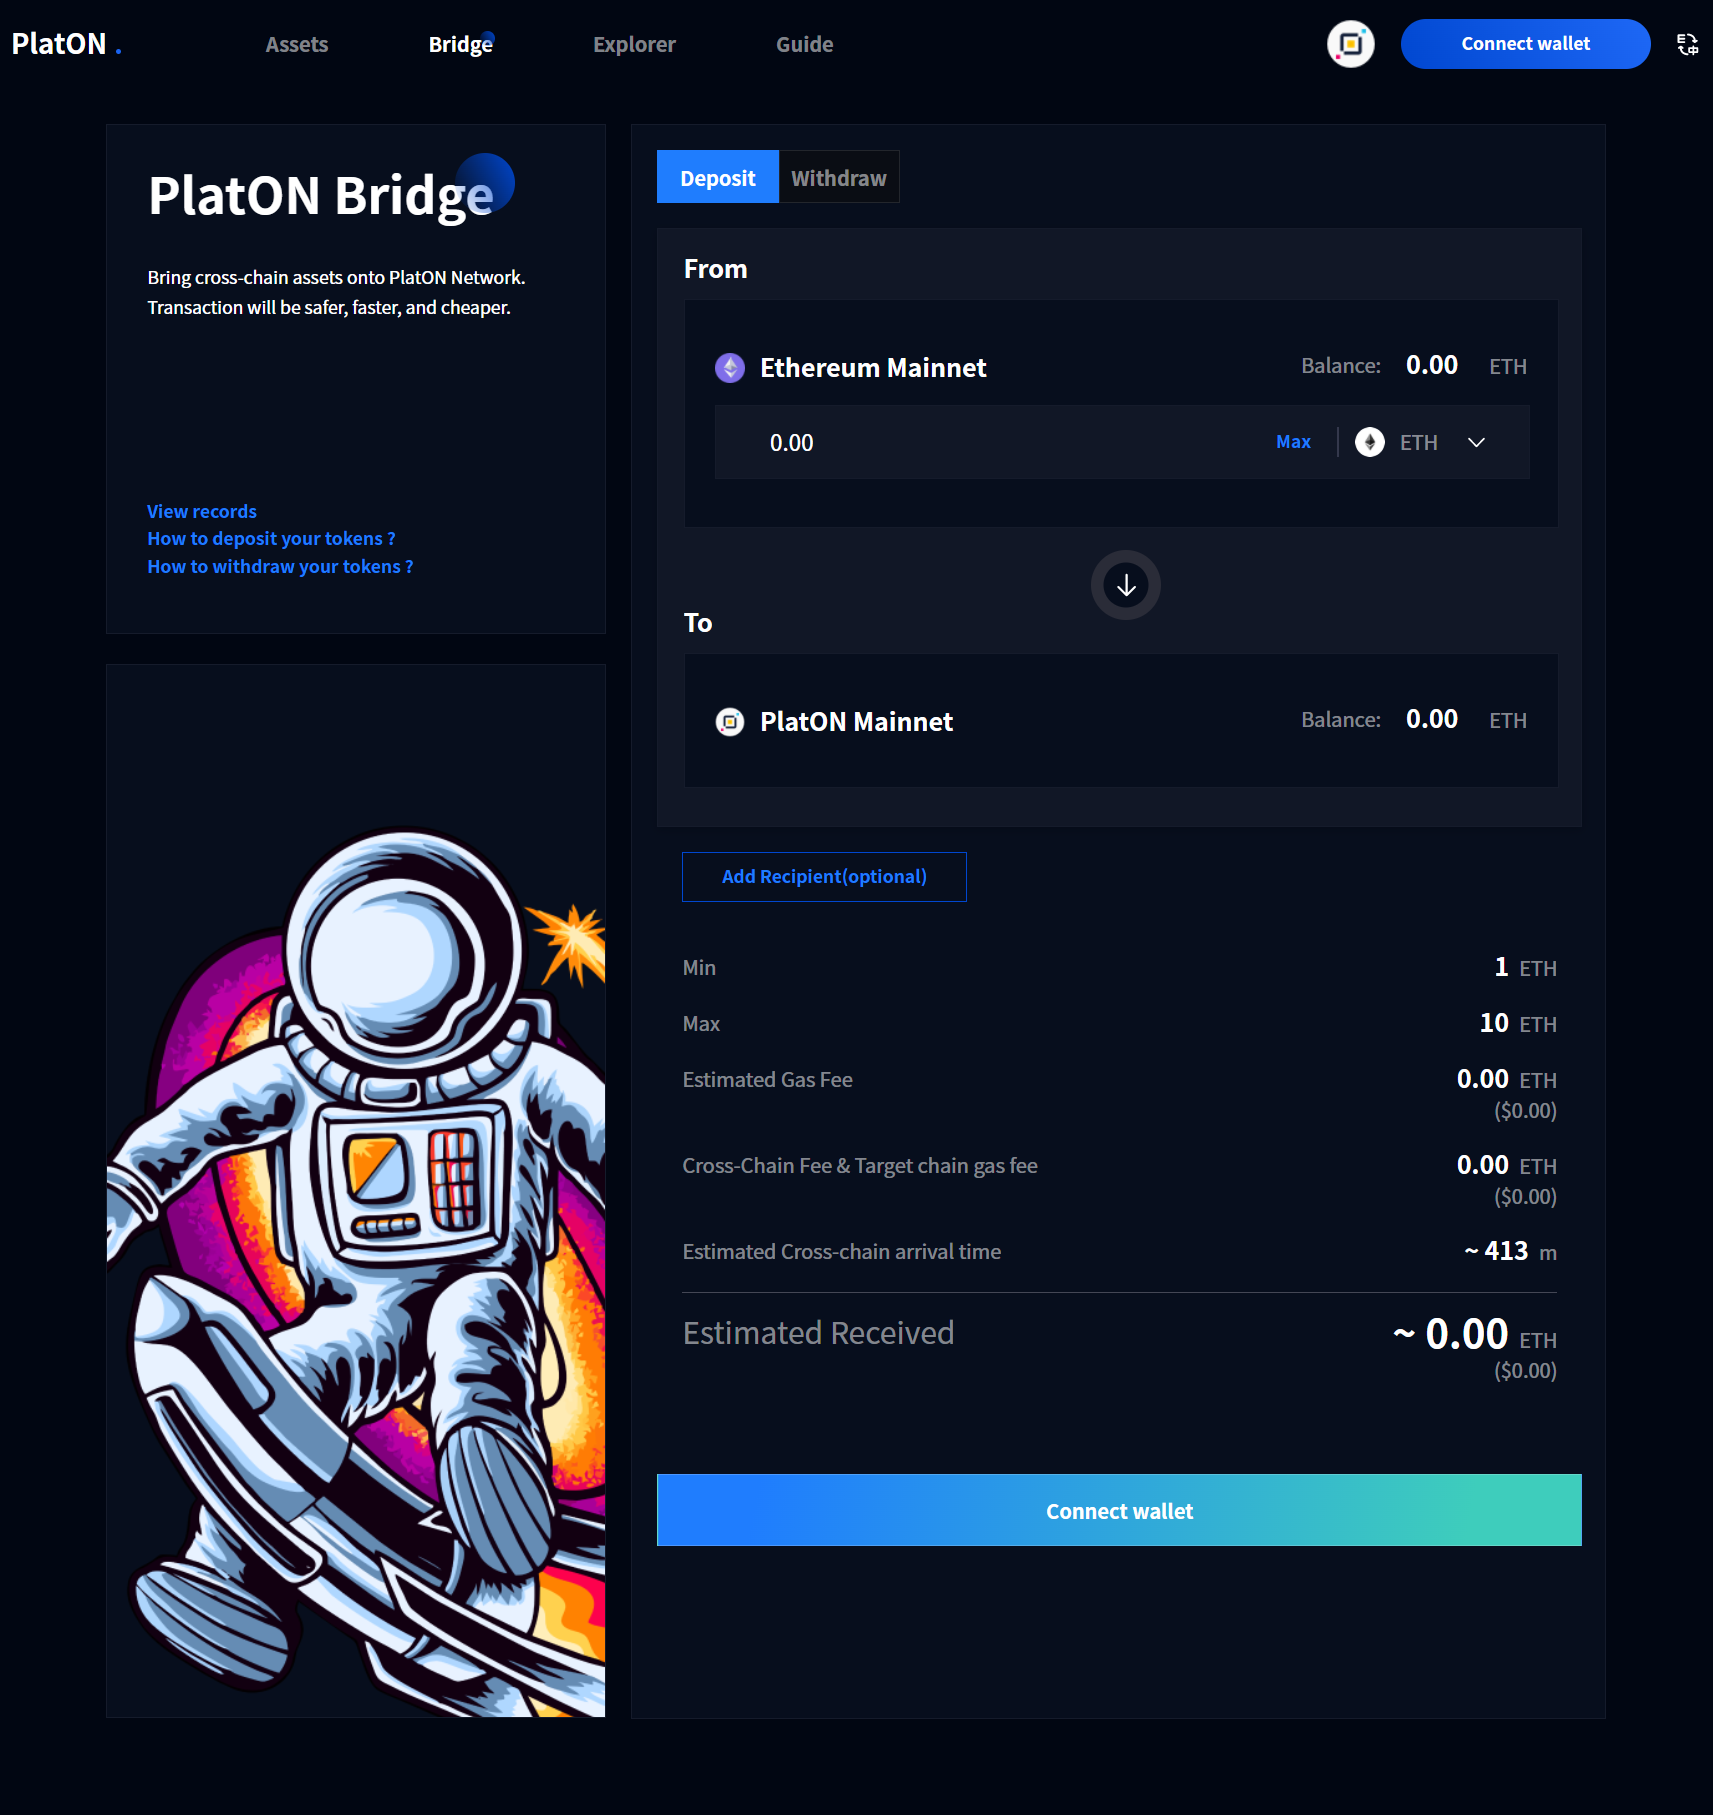 PlatON .
Assets
Bridge
Explorer
Guide
Connect wallet
PlatON Bridge
Bring cross-chain assets onto PlatON Network.
Transaction will be safer, faster, and cheaper.
View records
How to deposit your tokens ?
How to withdraw your tokens ?
Deposit
Withdraw
From
Ethereum Mainnet
Balance: 0.00 ETH
0.00
Max
ETH
To
PlatON Mainnet
Balance: 0.00 ETH
Add Recipient(optional)
Min 1 ETH
Max 10 ETH
Estimated Gas Fee 0.00 ETH
($0.00)
Cross-Chain Fee & Target chain gas fee 0.00 ETH
($0.00)
Estimated Cross-chain arrival time ~ 413 m
Estimated Received ~ 0.00 ETH
($0.00)
Connect wallet